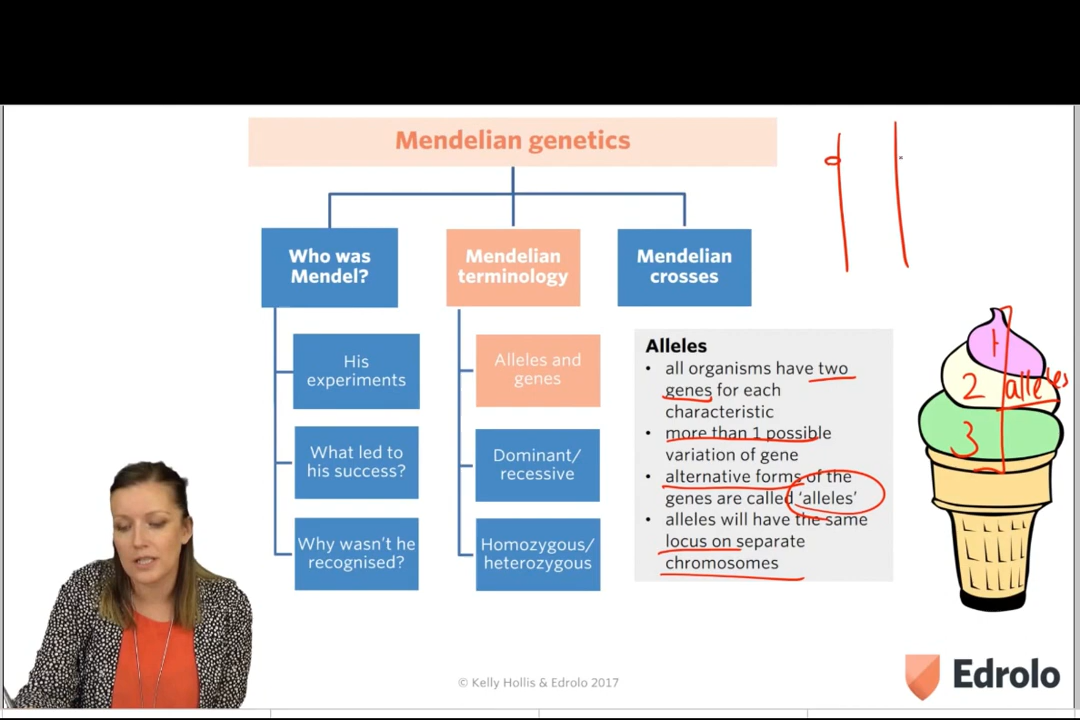 Mendelian genetics
Who was
Mendel?
Mendelian
terminology
Mendelian
crosses
His
experiments
Alleles and
genes
What led to
his success?
Dominant/
recessive
Why wasn't he
recognised?
Homozygous/
heterozygous
Alleles
• all organisms have two
genes for each
characteristic
• more than 1 possible
variation of gene
• alternative forms of the
genes are called 'alleles'
• alleles will have the same
locus on separate
chromosomes
1
2 alleles
3
© Kelly Hollis & Edrolo 2017
Edrolo